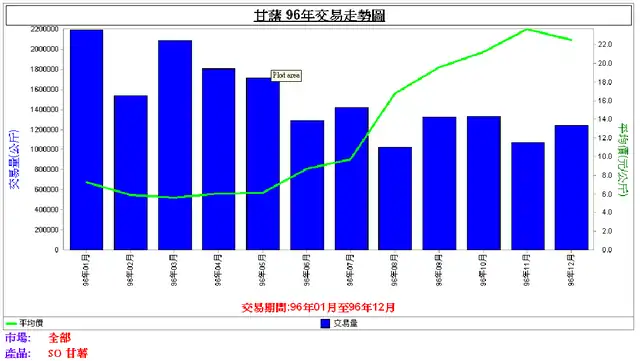 甘藷 96年交易走勢圖
2200000
2000000
1800000
1600000
1400000
1200000
1000000
800000
600000
400000
200000
0
交易量(公斤)
Plot area
22.0
20.0
18.0
16.0
14.0
12.0
10.0
8.0
6.0
4.0
2.0
0.0
平均價(元/公斤)
96年01月
96年02月
96年03月
96年04月
96年05月
96年06月
96年07月
96年08月
96年09月
96年10月
96年11月
96年12月
交易期間:96年01月至96年12月
平均價
交易量
市場: 全部
產品: SO 甘薯